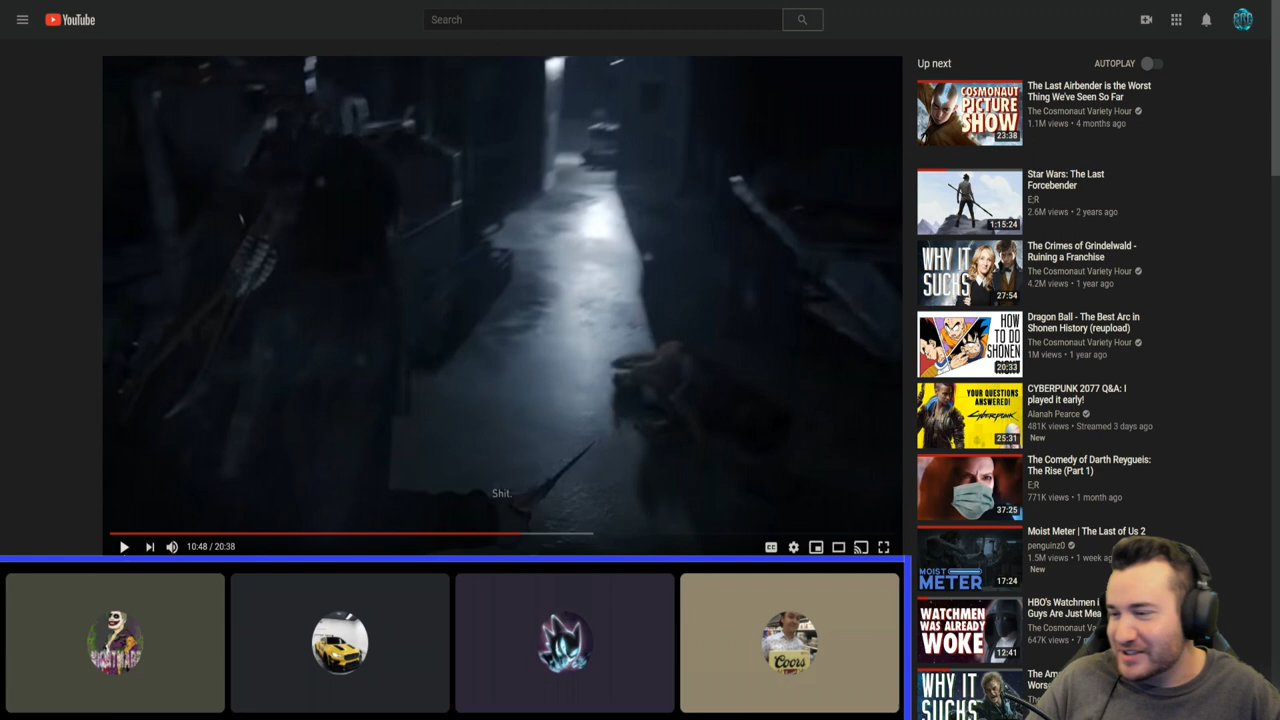 YouTube
Search
Up next
AUTOPLAY
COSMONAUT
PICTURE
SHOW
23:38
The Last Airbender is the Worst
Thing We've Seen So Far
The Cosmonaut Variety Hour
1.1M views • 4 months ago
1:15:24
Star Wars: The Last
Forcebender
E;R
2.6M views • 2 years ago
WHY IT
SUCKS
27:54
The Crimes of Grindelwald -
Ruining a Franchise
The Cosmonaut Variety Hour
4.2M views • 1 year ago
HOW
TO DO
SHONEN
RIGHT
20:33
Dragon Ball - The Best Arc in
Shonen History (reupload)
The Cosmonaut Variety Hour
1M views • 1 year ago
YOUR QUESTIONS
ANSWERED!
CYBERPUNK
25:31
CYBERPUNK 2077 Q&A: I
played it early!
Alanah Pearce
481K views • Streamed 3 days ago
New
37:25
The Comedy of Darth Reygueis:
The Rise (Part 1)
E;R
771K views • 1 month ago
Shit.
10:48 / 20:38
CC
MOIST
METER
17:24
Moist Meter | The Last of Us 2
penguinz0
1.5M views • 1 week
New
WATCHMEN
WAS ALREADY
WOKE
12:41
HBO's Watchmen
Guys Are Just
The Cosmonaut
647K views • 7
WHY IT
SUCKS
The
NIGHTMARE
Coors